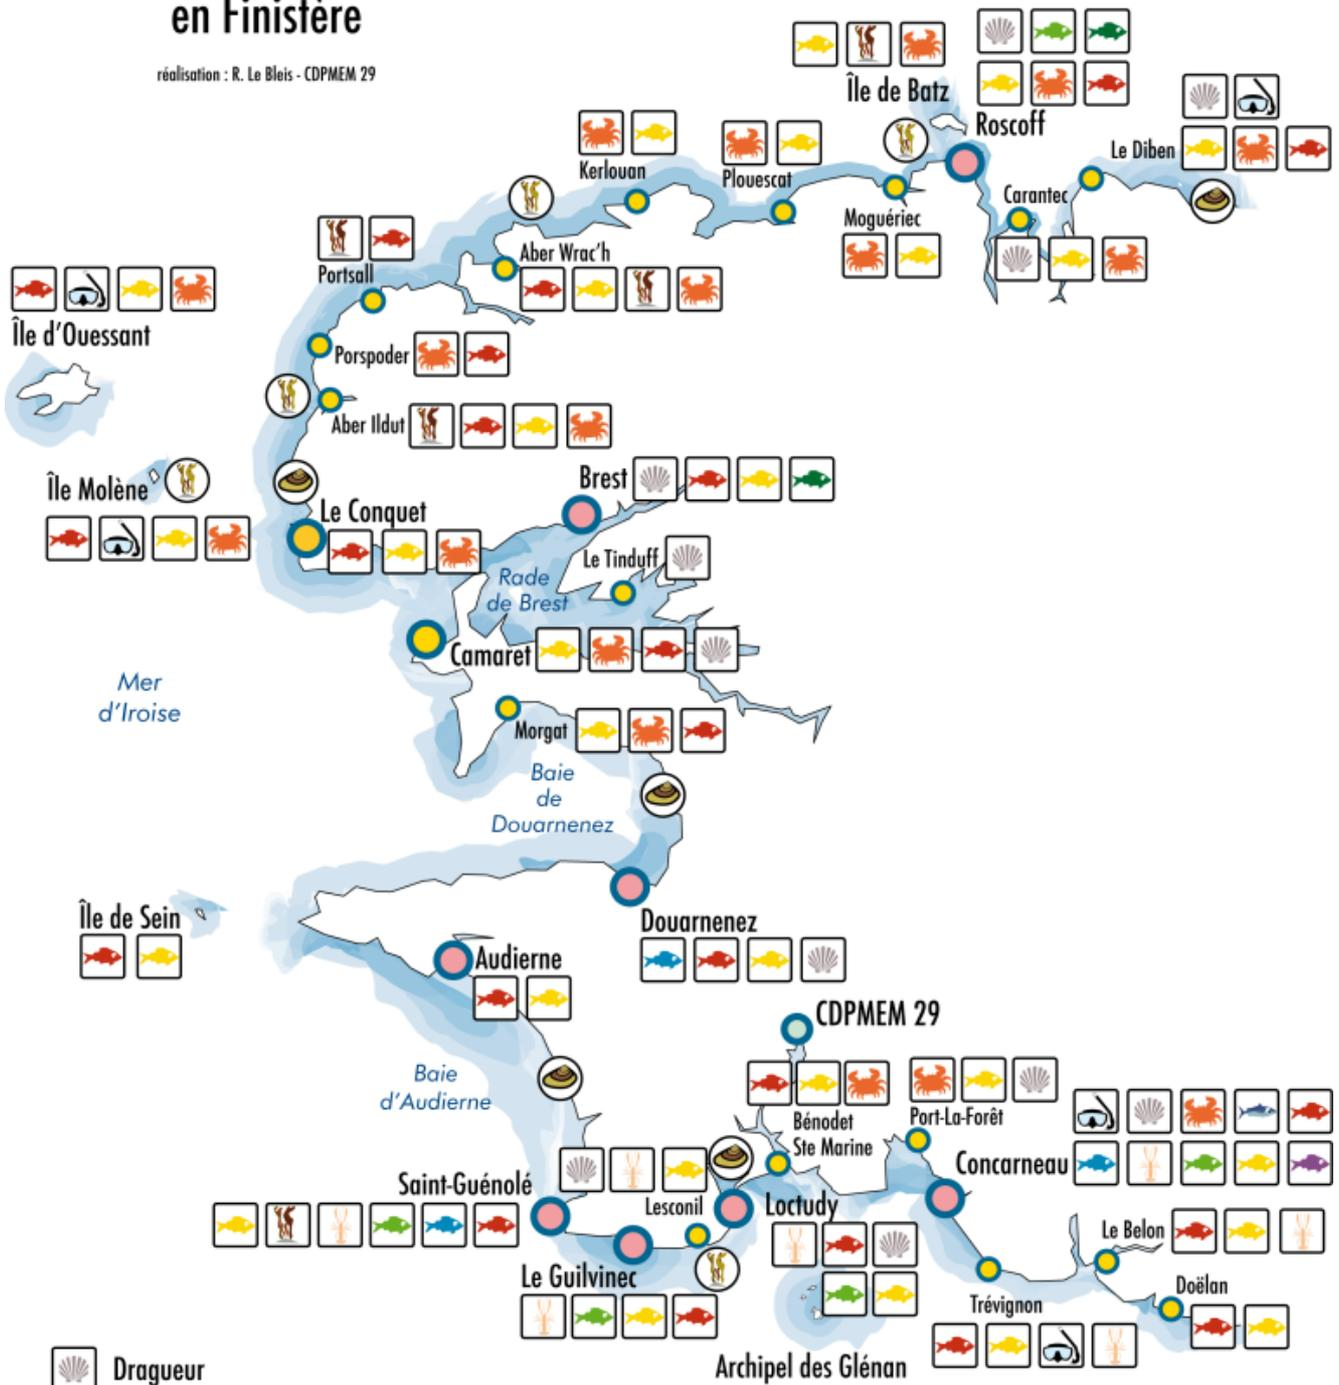 en Finistère
réalisation : R. Le Bleis - CDPMEM 29
Île de Batz
Roscoff
Le Diben
Kerlouan
Plouescat
Carantec
Moguériec
Aber Wrac'h
Portsall
Île d'Ouessant
Porspoder
Aber Ildut
Brest
Île Molène
Le Conquet
Le Tinduff
Rade
de Brest
Camaret
Mer
d'Iroise
Morgat
Baie
de
Douarnenez
Île de Sein
Douarnenez
Audierne
CDPMEM 29
Baie
d'Audierne
Bénodet
Ste Marine
Port-La-Forêt
Concarneau
Saint-Guénolé
Lesconil
Loctudy
Le Belon
Le Guilvinec
Doëlan
Trévignon
Archipel des Glénan
Dragueur